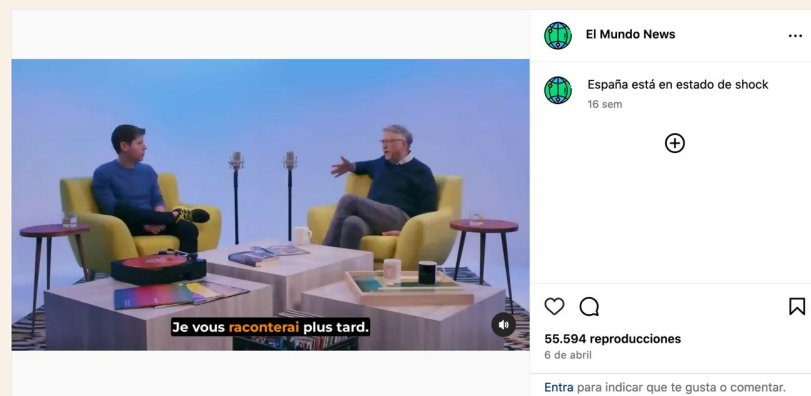 El Mundo News
España está en estado de shock
16 sem
Je vous raconterai plus tard.
55.594 reproducciones
6 de abril
Entra para indicar que te gusta o comentar.